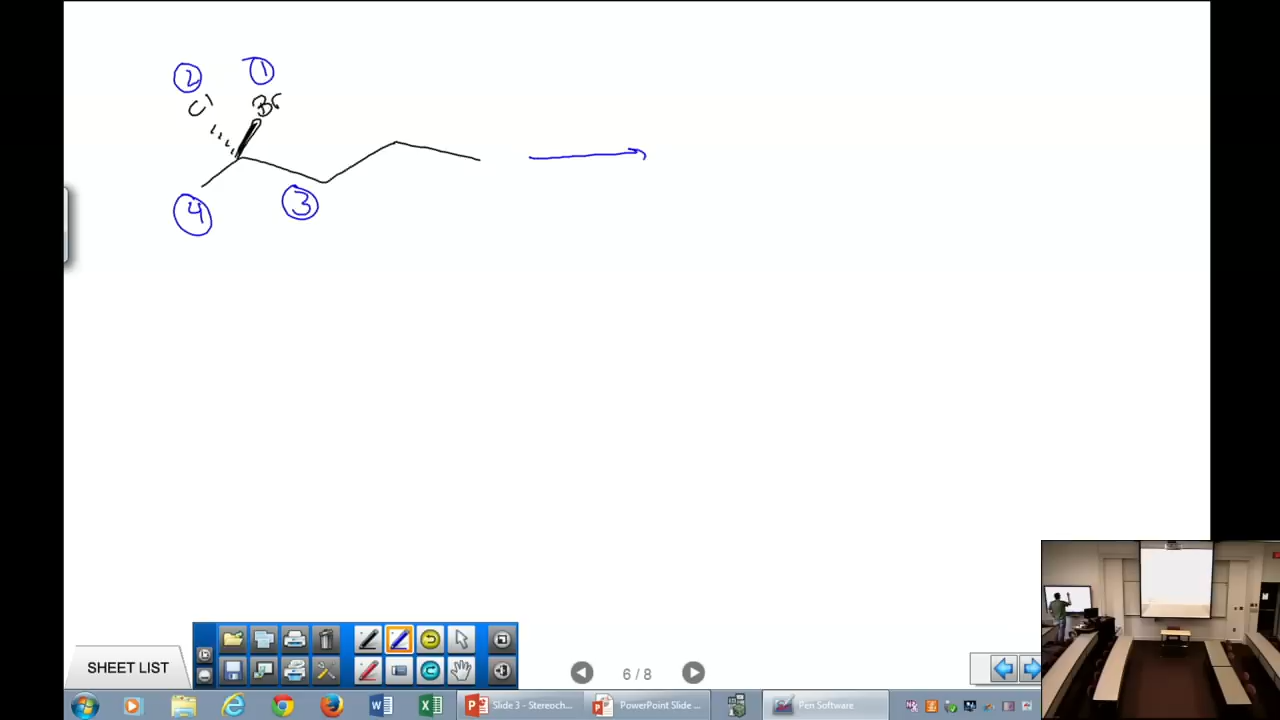 2 1
Cl Br
4 3
6 / 8
SHEET LIST
Slide 3 - Stereoch... PowerPoint Slide ... Pen Software